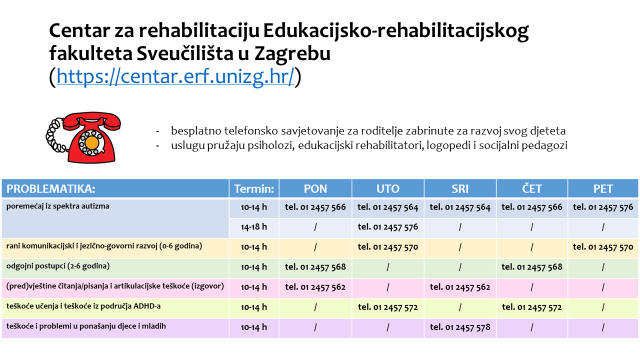 Centar za rehabilitaciju Edukacijsko-rehabilitacijskog
fakulteta Sveučilišta u Zagrebu
(https://centar.erf.unizg.hr/)
- besplatno telefonsko savjetovanje za roditelje zabrinute za razvoj svog djeteta
- uslugu pružaju psiholozi, edukacijski rehabilitatori, logopedi i socijalni pedagozi
PROBLEMATIKA: Termin: PON UTO SRI ČET PET
poremećaj iz spektra autizma 10-14 h tel. 01 2457 566 tel. 01 2457 564 tel. 01 2457 564 tel. 01 2457 566 tel. 01 2457 576
14-18 h / tel. 01 2457 576 / / /
rani komunikacijski i jezično-govorni razvoj (0-6 godina) 10-14 h / tel. 01 2457 570 / / tel. 01 2457 570
odgojni postupci (2-6 godina) 10-14 h tel. 01 2457 568 / / tel. 01 2457 568 /
(pred)vještine čitanja/pisanja i artikulacijske teškoće (izgovor) 10-14 h tel. 01 2457 562 / tel. 01 2457 562 / /
teškoće učenja i teškoće iz područja ADHD-a 10-14 h / tel. 01 2457 572 / tel. 01 2457 572 /
teškoće i problemi u ponašanju djece i mladih 10-14 h / / tel. 01 2457 578 / /